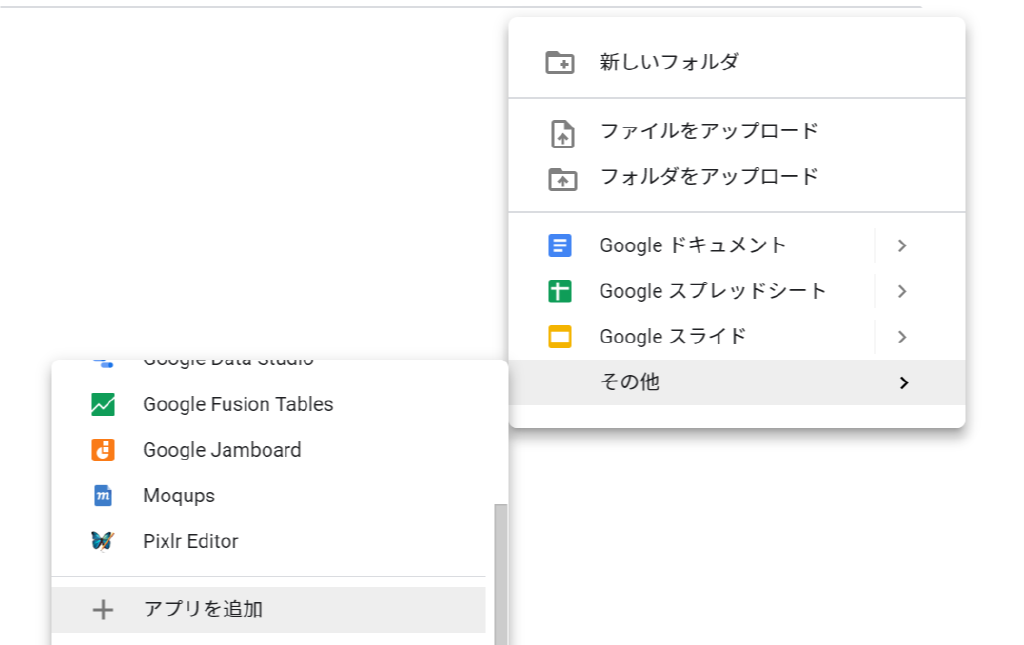 新しいフォルダ
ファイルをアップロード
フォルダをアップロード
Google ドキュメント
Google スプレッドシート
Google スライド
その他
Google Data Studio
Google Fusion Tables
Google Jamboard
Moqups
Pixlr Editor
アプリを追加